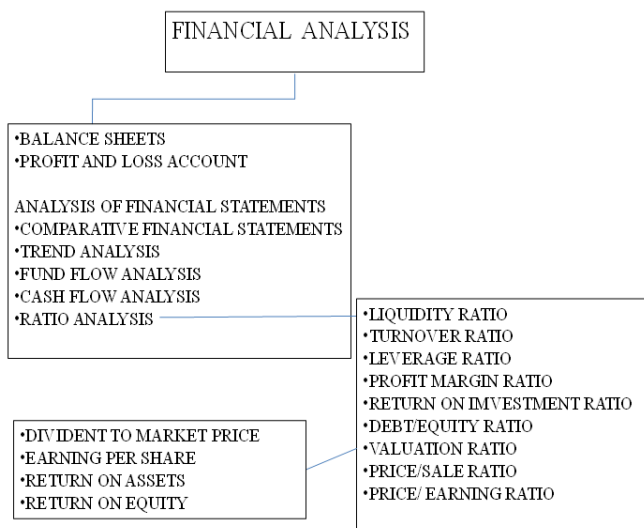 FINANCIAL ANALYSIS
•BALANCE SHEETS
•PROFIT AND LOSS ACCOUNT
ANALYSIS OF FINANCIAL STATEMENTS
•COMPARATIVE FINANCIAL STATEMENTS
•TREND ANALYSIS
•FUND FLOW ANALYSIS
•CASH FLOW ANALYSIS
•RATIO ANALYSIS
•LIQUIDITY RATIO
•TURNOVER RATIO
•LEVERAGE RATIO
•PROFIT MARGIN RATIO
•RETURN ON IMVESTMENT RATIO
•DEBT/EQUITY RATIO
•VALUATION RATIO
•PRICE/SALE RATIO
•PRICE/ EARNING RATIO
•DIVIDENT TO MARKET PRICE
•EARNING PER SHARE
•RETURN ON ASSETS
•RETURN ON EQUITY